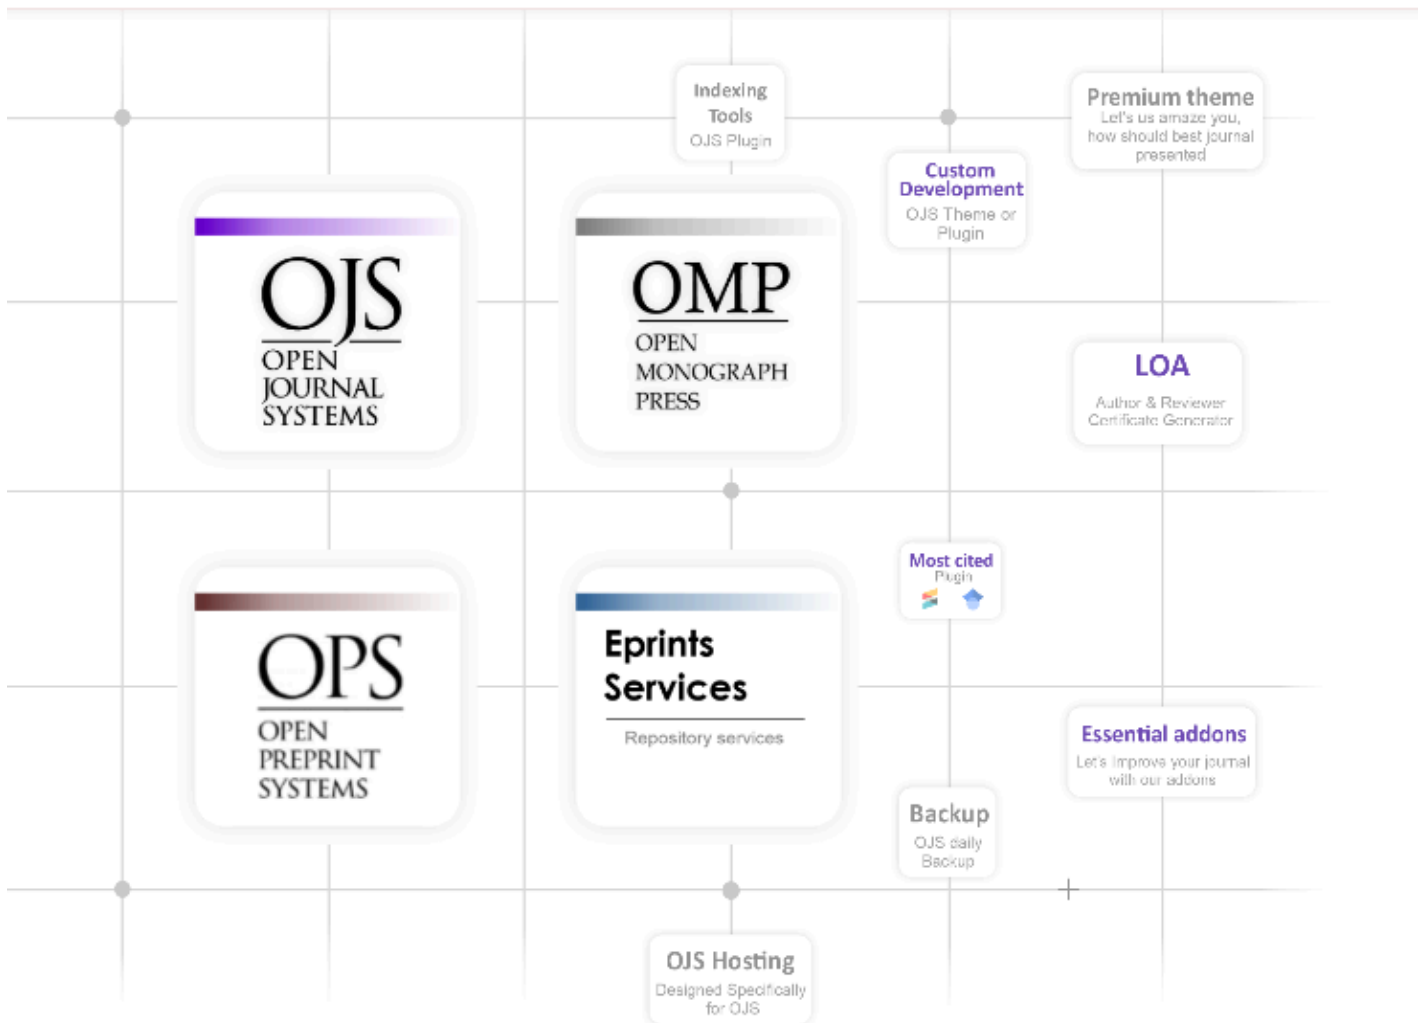 Indexing
Tools
OJS Plugin
Premium theme
Let's us amaze you,
how should best journal
presented
Custom
Development
OJS Theme or
Plugin
OJS
OPEN
JOURNAL
SYSTEMS
OMP
OPEN
MONOGRAPH
PRESS
LOA
Author & Reviewer
Certificate Generator
Most cited
Plugin
OPS
OPEN
PREPRINT
SYSTEMS
Eprints
Services
Repository services
Essential addons
Let's Improve your journal
with our addons
Backup
OJS daily
Backup
OJS Hosting
Designed Specifically
for OJS